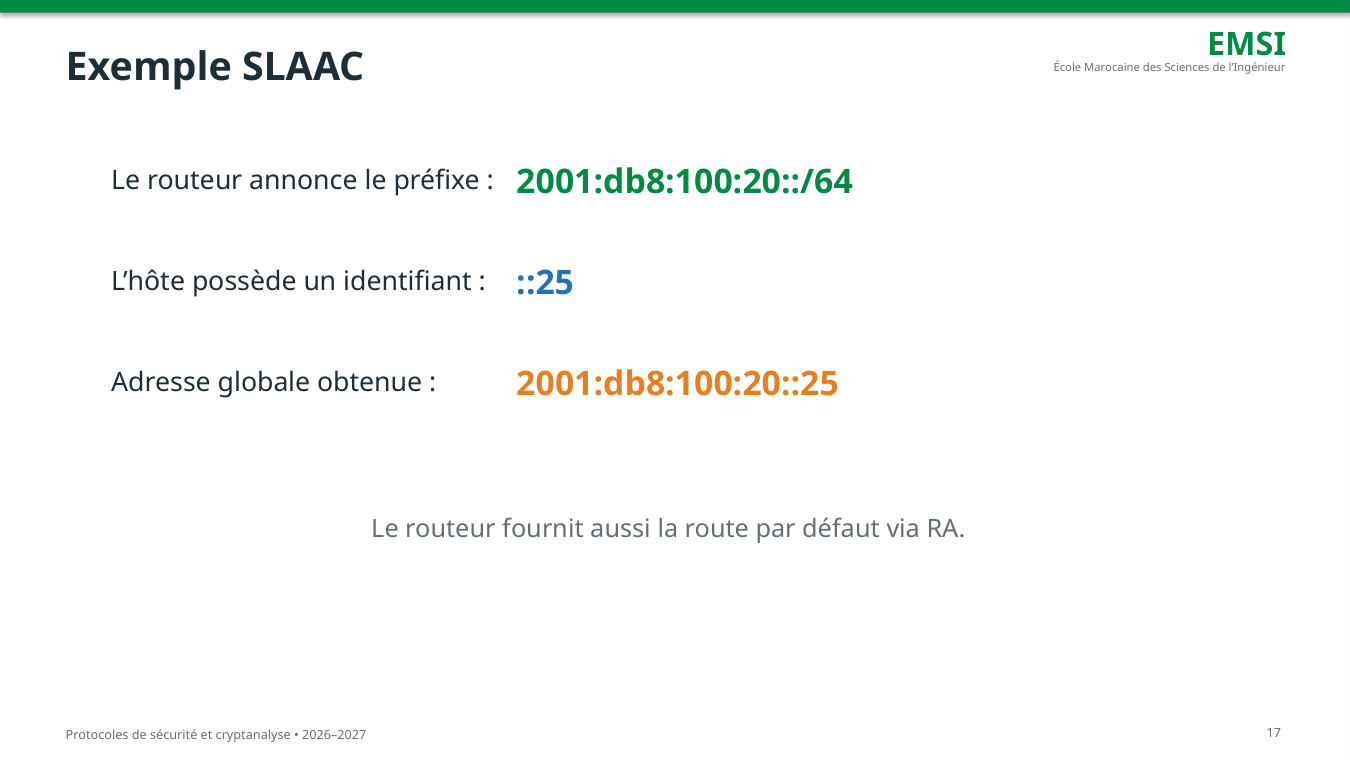 Exemple SLAAC
EMSI
École Marocaine des Sciences de l’Ingénieur
Le routeur annonce le préfixe : 2001:db8:100:20::/64
L’hôte possède un identifiant : ::25
Adresse globale obtenue : 2001:db8:100:20::25
Le routeur fournit aussi la route par défaut via RA.
Protocoles de sécurité et cryptanalyse • 2026–2027
17